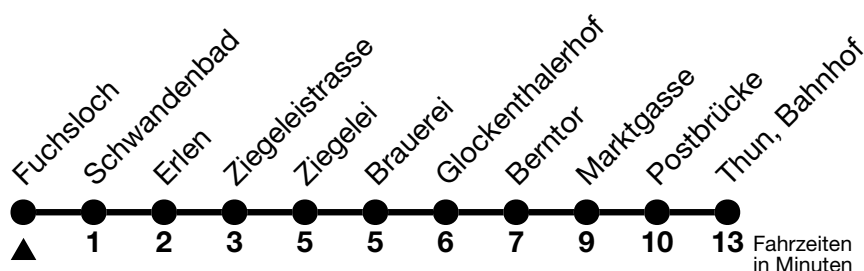 Fuchsloch
Schwandenbad
Erlen
Ziegeleistrasse
Ziegelei
Brauerei
Glockenthalerhof
Berntor
Marktgasse
Postbrücke
Thun, Bahnhof
1 2 3 5 5 6 7 9 10 13 Fahrzeiten
in Minuten